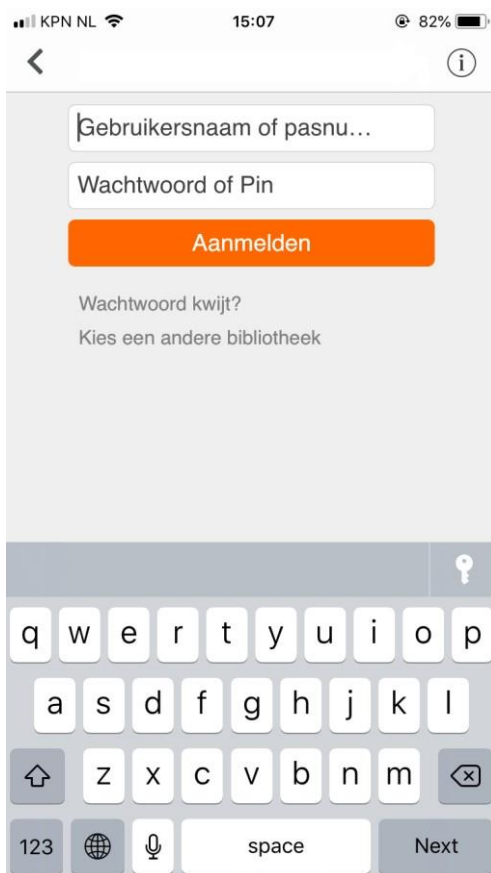 KPN NL 15:07 82%
Gebruikersnaam of pasnu...
Wachtwoord of Pin
Aanmelden
Wachtwoord kwijt?
Kies een andere bibliotheek
q w e r t y u i o p
a s d f g h j k l
z x c v b n m
123 space Next